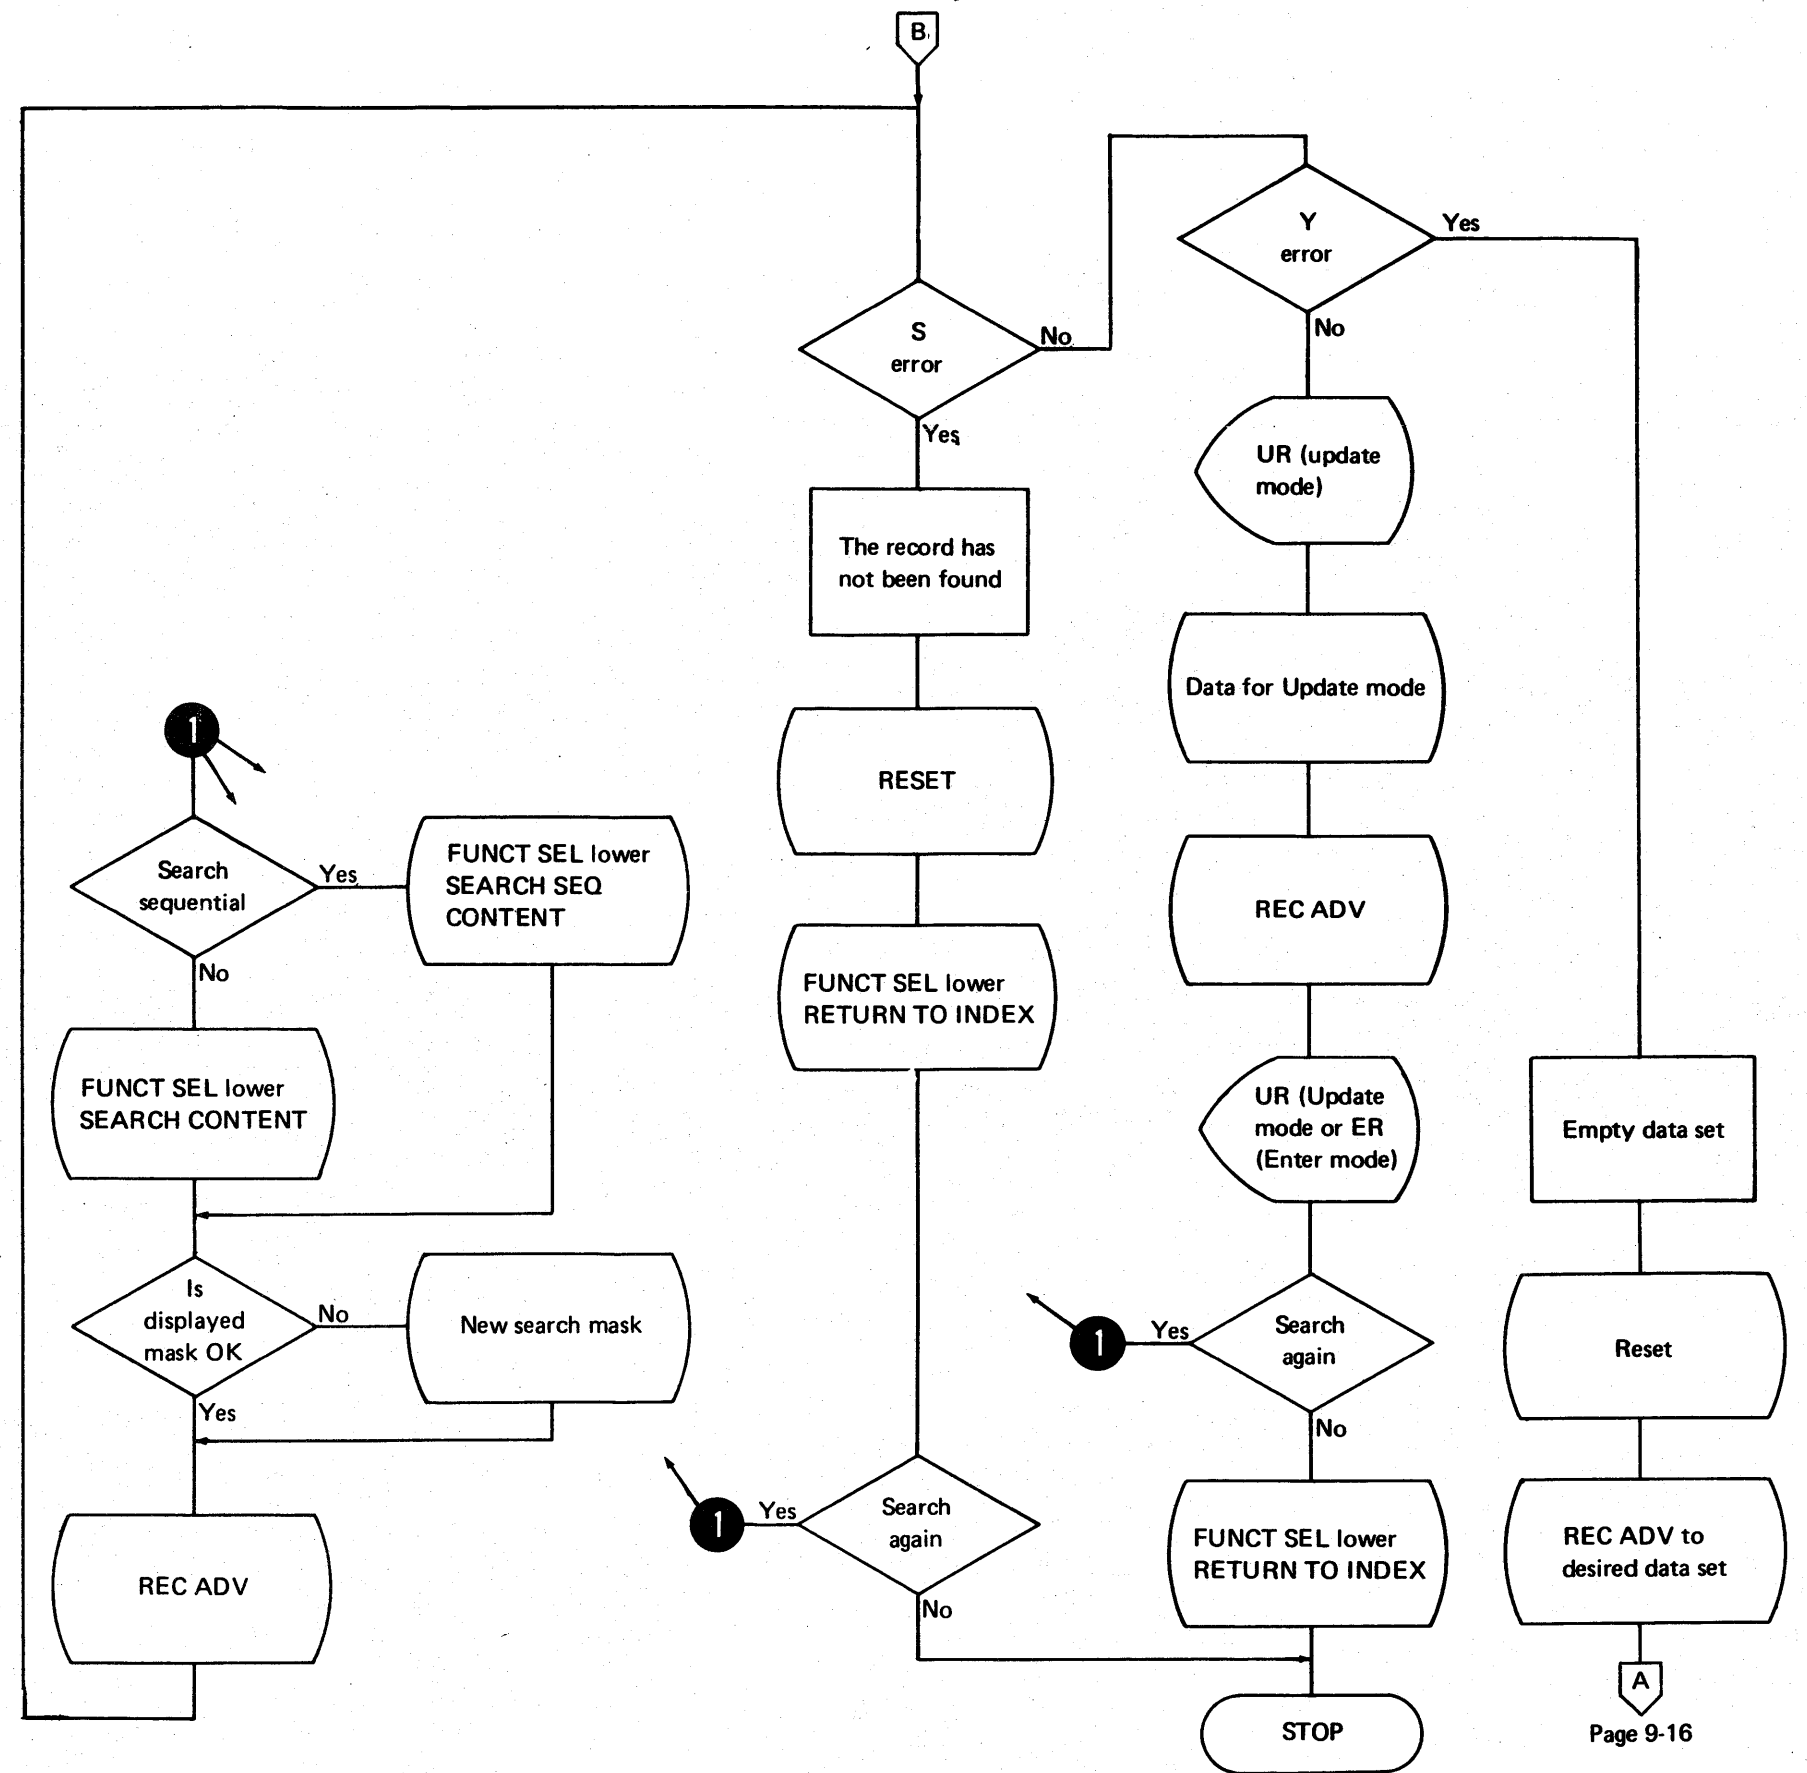 B
S
error
No
Yes
The record has
not been found
RESET
FUNCT SEL lower
RETURN TO INDEX
Search
again
Yes
1
No
Y
error
Yes
No
UR (update
mode)
Data for Update mode
REC ADV
UR (Update
mode or ER
(Enter mode)
Search
again
Yes
1
No
FUNCT SEL lower
RETURN TO INDEX
STOP
Empty data set
Reset
REC ADV to
desired data set
A
Page 9-16
1
Search
sequential
Yes
FUNCT SEL lower
SEARCH SEQ
CONTENT
No
FUNCT SEL lower
SEARCH CONTENT
Is
displayed
mask OK
No
New search mask
Yes
REC ADV